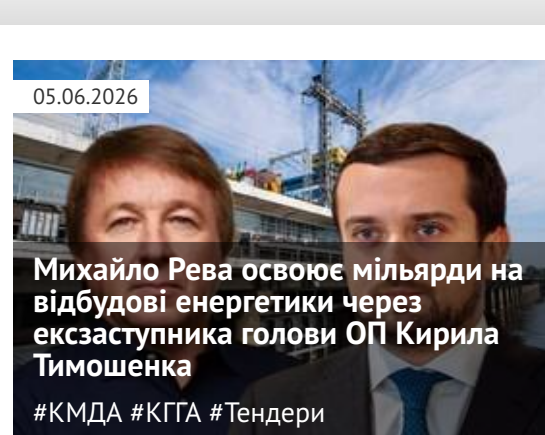 05.06.2026
Михайло Рева освоює мільярди на
відбудові енергетики через
ексзаступника голови ОП Кирила
Тимошенка
#КМДА #КГГА #Тендери